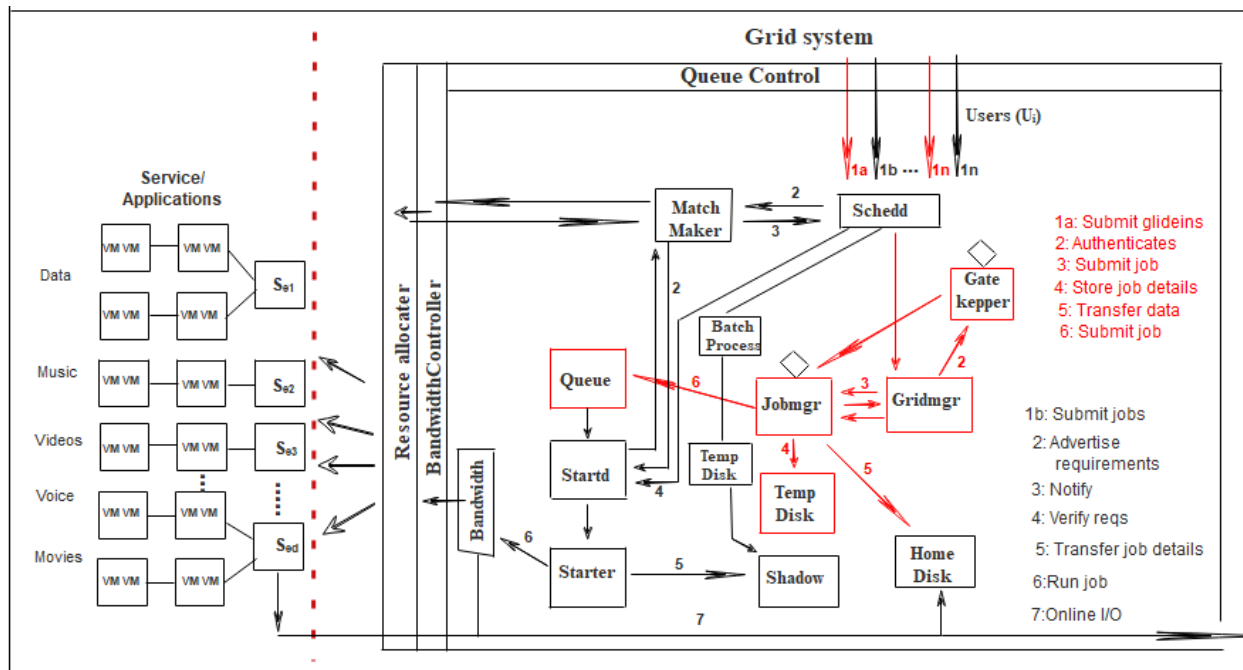 Grid system
Queue Control
Users (Ui)
1a
1b ---
1n
1n
Service/
Applications
Data
VM VM
VM VM
VM VM
VM VM
Se1
Music
VM VM
VM VM
Se2
Videos
VM VM
VM VM
Se3
Voice
VM VM
VM VM
Movies
VM VM
VM VM
Sed
Resource allocater
BandwidthController
Match
Maker
2
3
Schedd
2
4
Batch
Process
Gate
kepper
2
Queue
6
Jobmgr
3
Gridmgr
Startd
Temp
Disk
4
5
Temp
Disk
Bandwidth
6
Starter
5
Shadow
Home
Disk
7
1a: Submit glideins
2: Authenticates
3: Submit job
4: Store job details
5: Transfer data
6: Submit job
1b: Submit jobs
2: Advertise
requirements
3: Notify
4: Verify reqs
5: Transfer job details
6:Run job
7:Online I/O